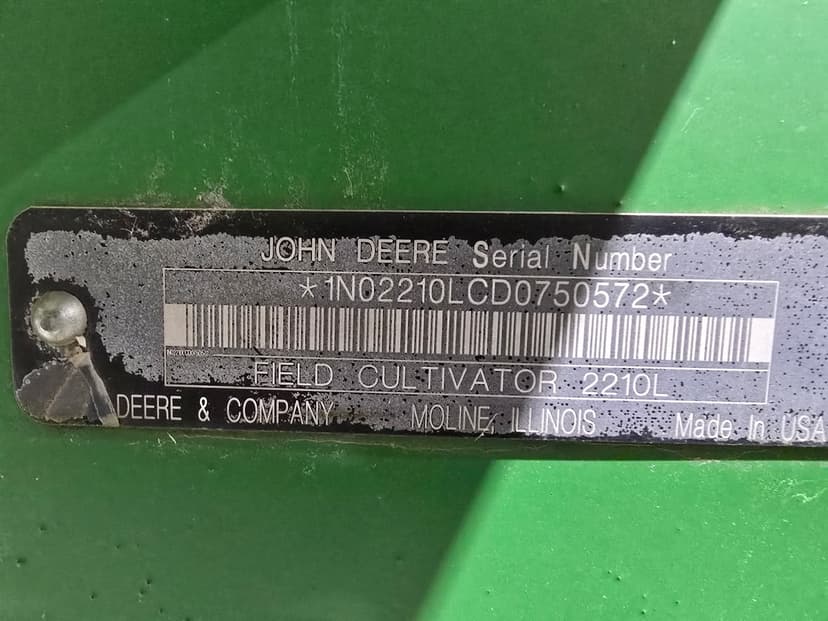 JOHN DEERE Serial Number
*1N02210LCD0750572*
FIELD CULTIVATOR 2210L
DEERE & COMPANY MOLINE, ILLINOIS Made In USA